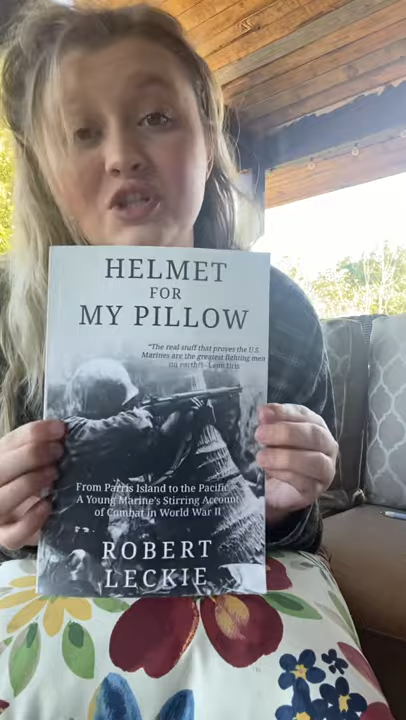 HELMET
FOR
MY PILLOW
"The real stuff that proves the U.S.
Marines are the greatest fighting men
on earth!"-Leon Uris
From Parris Island to the Pacific
A Young Marine's Stirring Account
of Combat in World War II
ROBERT
LECKIE